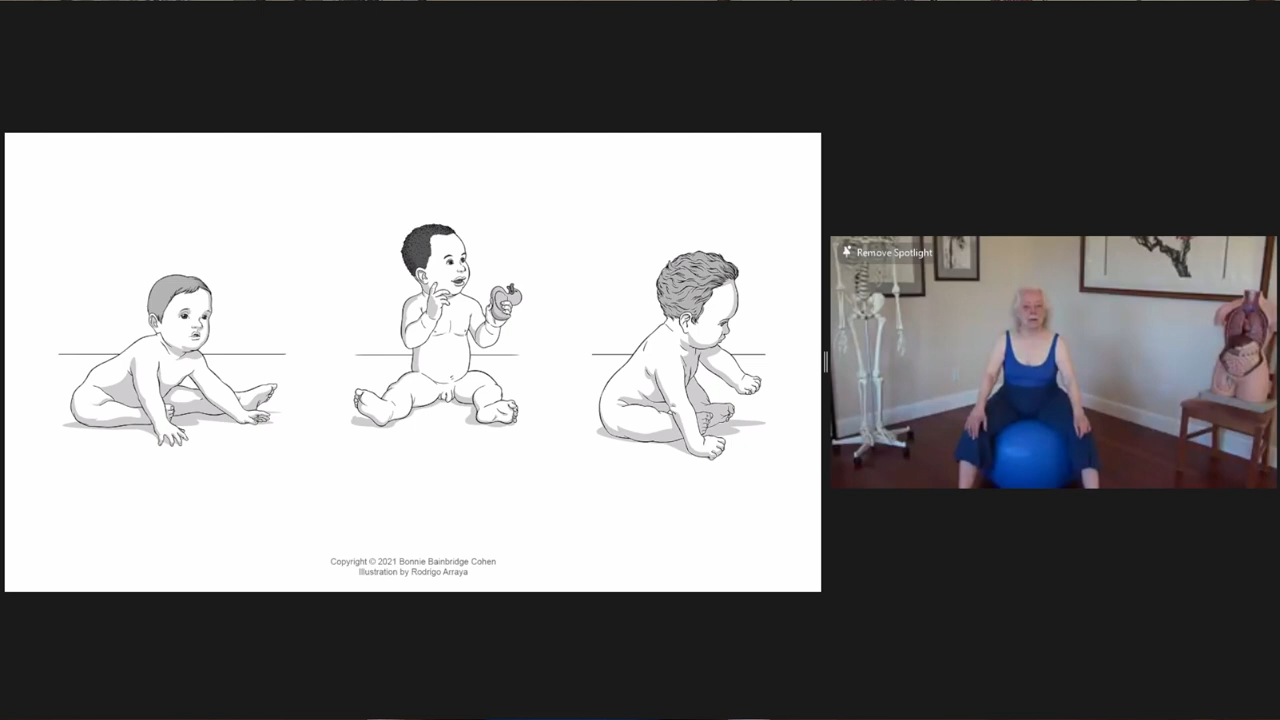 Remove Spotlight
Copyright © 2021 Bonnie Bainbridge Cohen
Illustration by Rodrigo Arraya